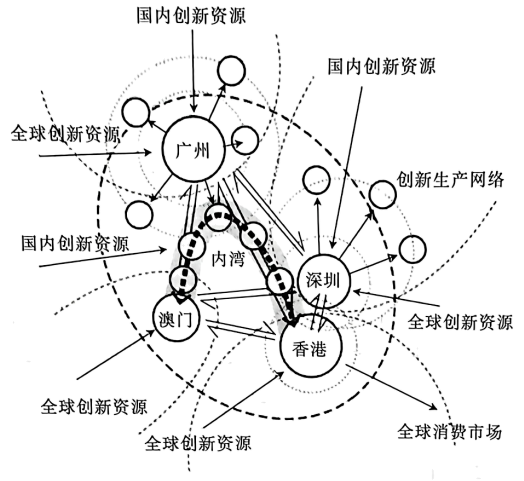 国内创新资源
国内创新资源
全球创新资源
广州
创新生产网络
国内创新资源
内湾
深圳
澳门
全球创新资源
香港
全球创新资源
全球创新资源
全球消费市场